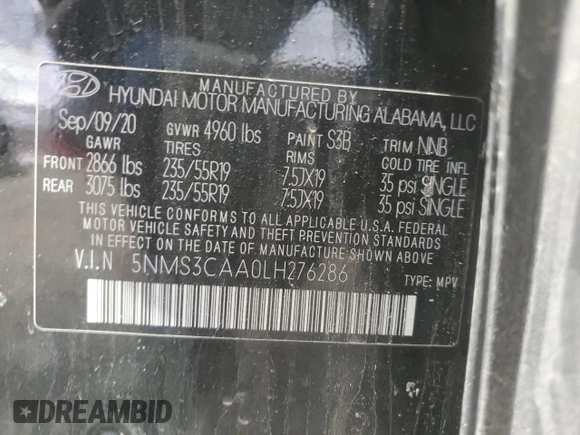 MANUFACTURED BY
HYUNDAI MOTOR MANUFACTURING ALABAMA, LLC
Sep/09/20 GVWR 4960 lbs PAINT S3B TRIM NNB
GAWR TIRES RIMS COLD TIRE INFL
FRONT 2866 lbs 235/55R19 7.5JX19 35 psi SINGLE
REAR 3075 lbs 235/55R19 7.5JX19 35 psi SINGLE
THIS VEHICLE CONFORMS TO ALL APPLICABLE U.S.A. FEDERAL
MOTOR VEHICLE SAFETY AND THEFT PREVENTION STANDARDS
IN EFFECT ON THE DATE OF MANUFACTURE SHOWN ABOVE
V.I.N 5NMS3CAA0LH276286 TYPE: MPV
DREAMBID